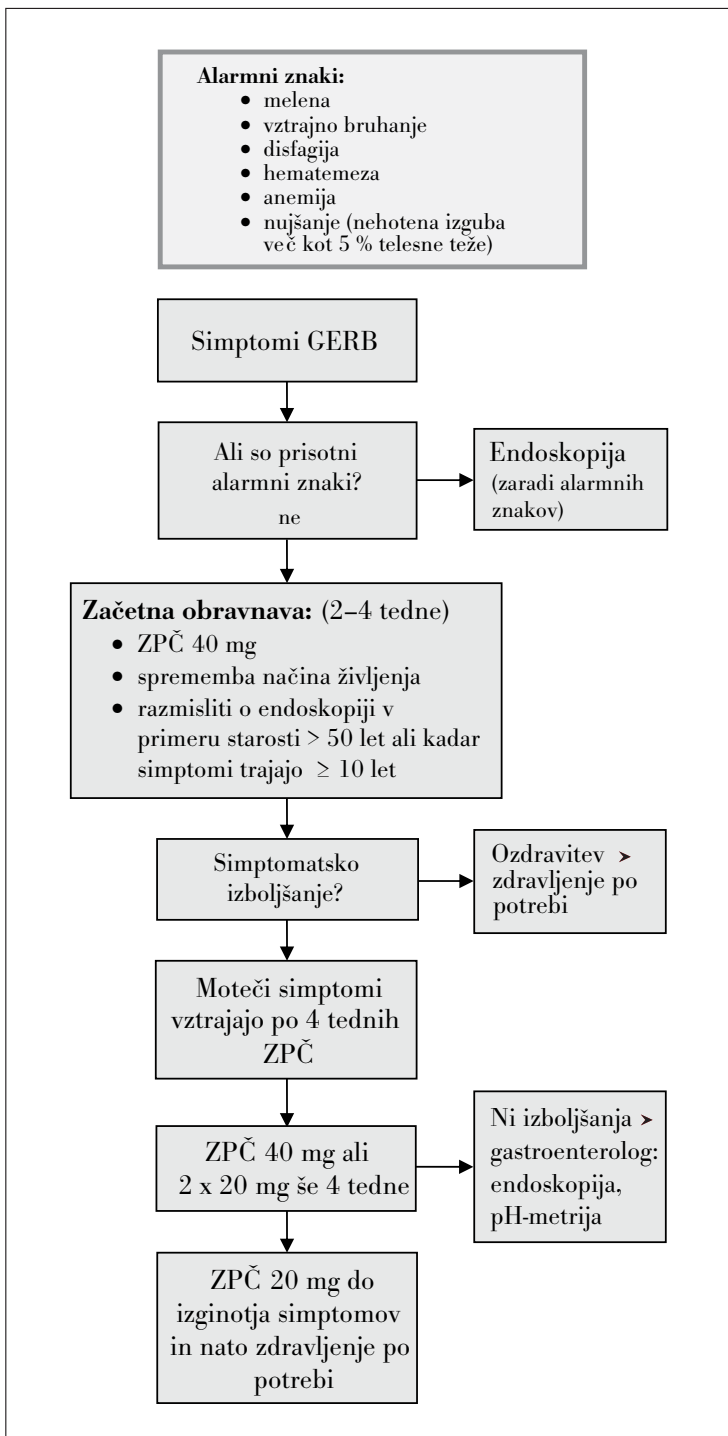 Alarmni znaki:
• melena
• vztrajno bruhanje
• disfagija
• hematemeza
• anemija
• nujšanje (nehotena izguba
več kot 5 % telesne teže)
Simptomi GERB
Ali so prisotni
alarmni znaki?
ne
Endoskopija
(zaradi alarmnih
znakov)
Začetna obravnava: (2–4 tedne)
• ZPČ 40 mg
• sprememba načina življenja
• razmisliti o endoskopiji v
primeru starosti > 50 let ali kadar
simptomi trajajo ≥ 10 let
Simptomatsko
izboljšanje?
Ozdravitev ➤
zdravljenje po
potrebi
Moteči simptomi
vztrajajo po 4 tednih
ZPČ
ZPČ 40 mg ali
2 x 20 mg še 4 tedne
Ni izboljšanja ➤
gastroenterolog:
endoskopija,
pH-metrija
ZPČ 20 mg do
izginotja simptomov
in nato zdravljenje po
potrebi